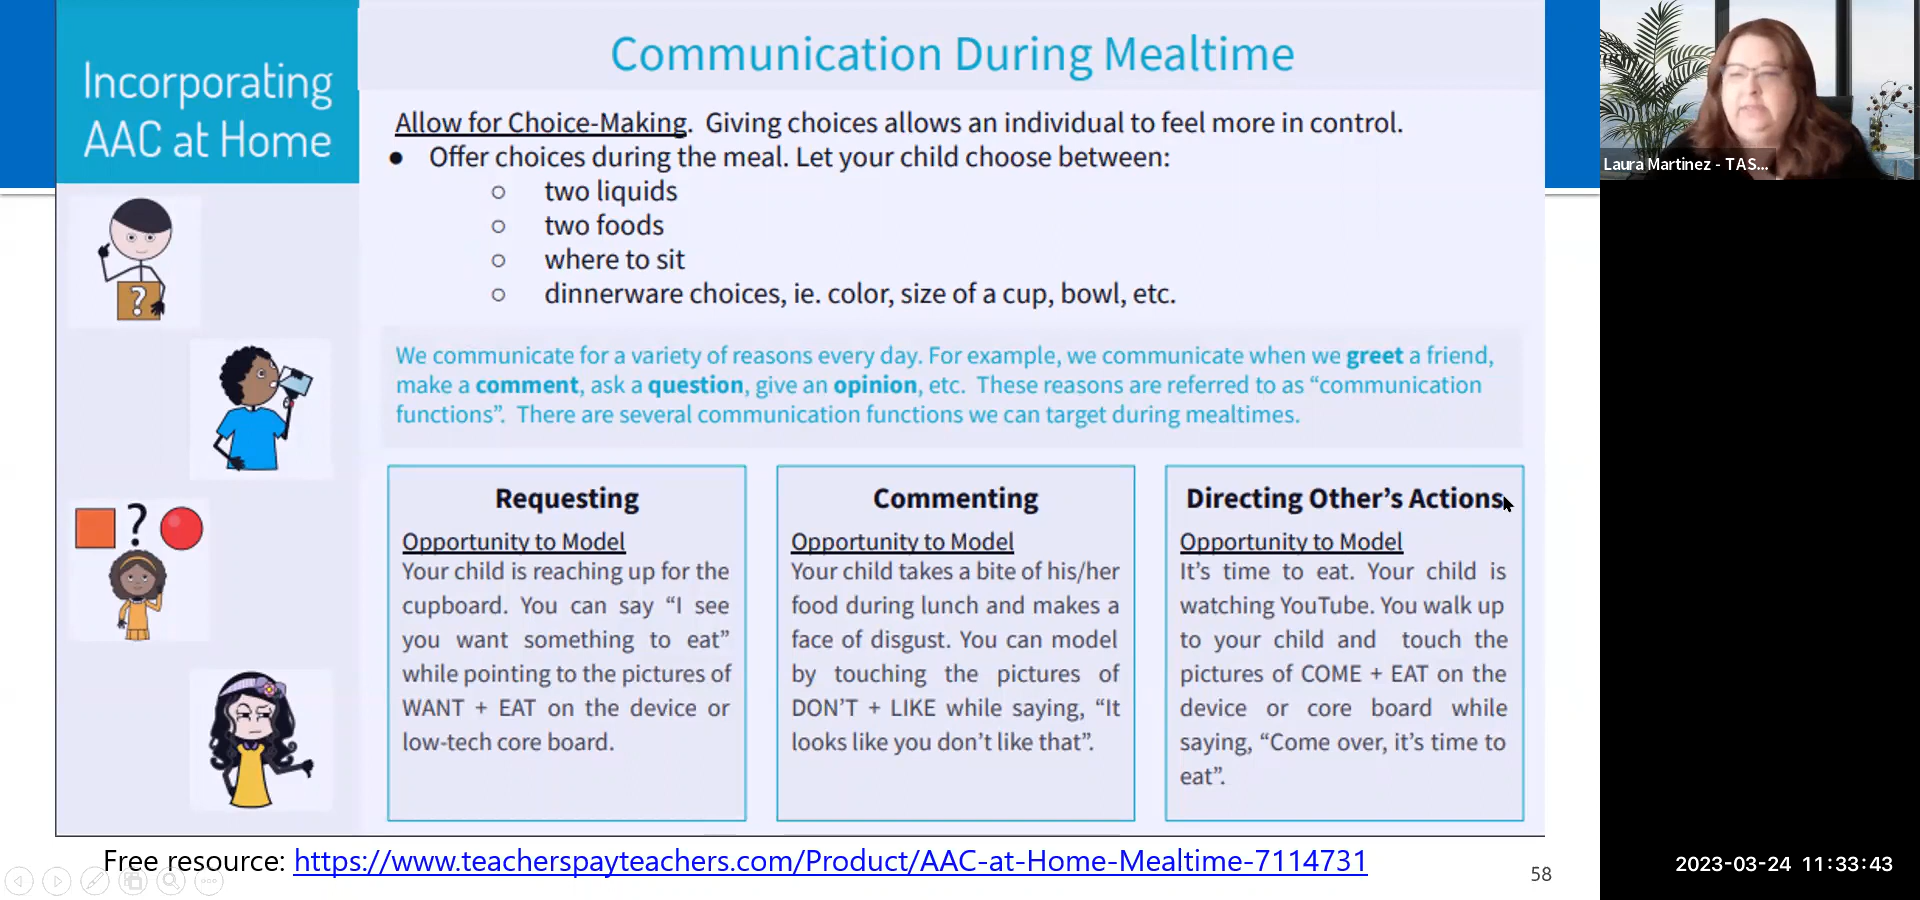 Incorporating
AAC at Home
Communication During Mealtime
Allow for Choice-Making. Giving choices allows an individual to feel more in control.
● Offer choices during the meal. Let your child choose between:
○ two liquids
○ two foods
○ where to sit
○ dinnerware choices, ie. color, size of a cup, bowl, etc.
We communicate for a variety of reasons every day. For example, we communicate when we greet a friend,
make a comment, ask a question, give an opinion, etc. These reasons are referred to as “communication
functions”. There are several communication functions we can target during mealtimes.
?
?
Requesting
Opportunity to Model
Your child is reaching up for the
cupboard. You can say “I see
you want something to eat”
while pointing to the pictures of
WANT + EAT on the device or
low-tech core board.
Commenting
Opportunity to Model
Your child takes a bite of his/her
food during lunch and makes a
face of disgust. You can model
by touching the pictures of
DON’T + LIKE while saying, “It
looks like you don’t like that”.
Directing Other’s Actions
Opportunity to Model
It’s time to eat. Your child is
watching YouTube. You walk up
to your child and touch the
pictures of COME + EAT on the
device or core board while
saying, “Come over, it’s time to
eat”.
Free resource: https://www.teacherspayteachers.com/Product/AAC-at-Home-Mealtime-7114731
58
Laura Martinez - TAS...
2023-03-24 11:33:43